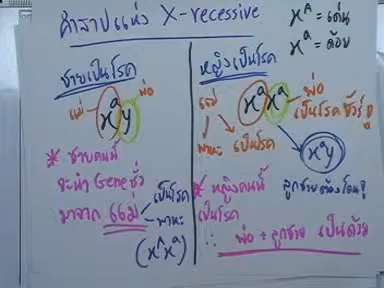 คำสาปแห่ง X-recessive
X^A = เด่น
X^a = ด้อย
ชายเป็นโรค
แม่ พ่อ
X^a y
* ชายคนนี้
จะนำ Gene ชั่ว
มาจาก แม่
เป็นโรค
พาหะ
(X^A X^a)
หญิงเป็นโรค
แม่ X^a X^a พ่อ
เป็นโรคชัวร์
พาหะ เป็นโรค
X^a y
* หญิงคนนี้
เป็นโรค
ลูกชายต้องโดน
∴ พ่อ + ลูกชาย เป็นด้วย